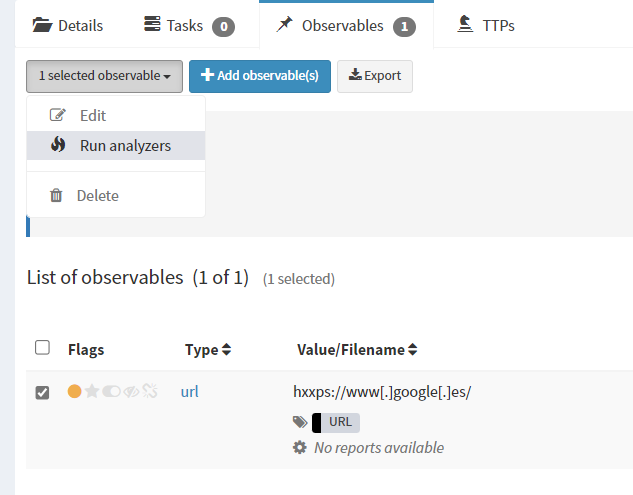 Details Tasks 0 Observables 1 TTPs
1 selected observable Add observable(s) Export
Edit
Run analyzers
Delete
List of observables (1 of 1) (1 selected)
Flags Type Value/Filename
url hxxps://www[.]google[.]es/
URL
No reports available